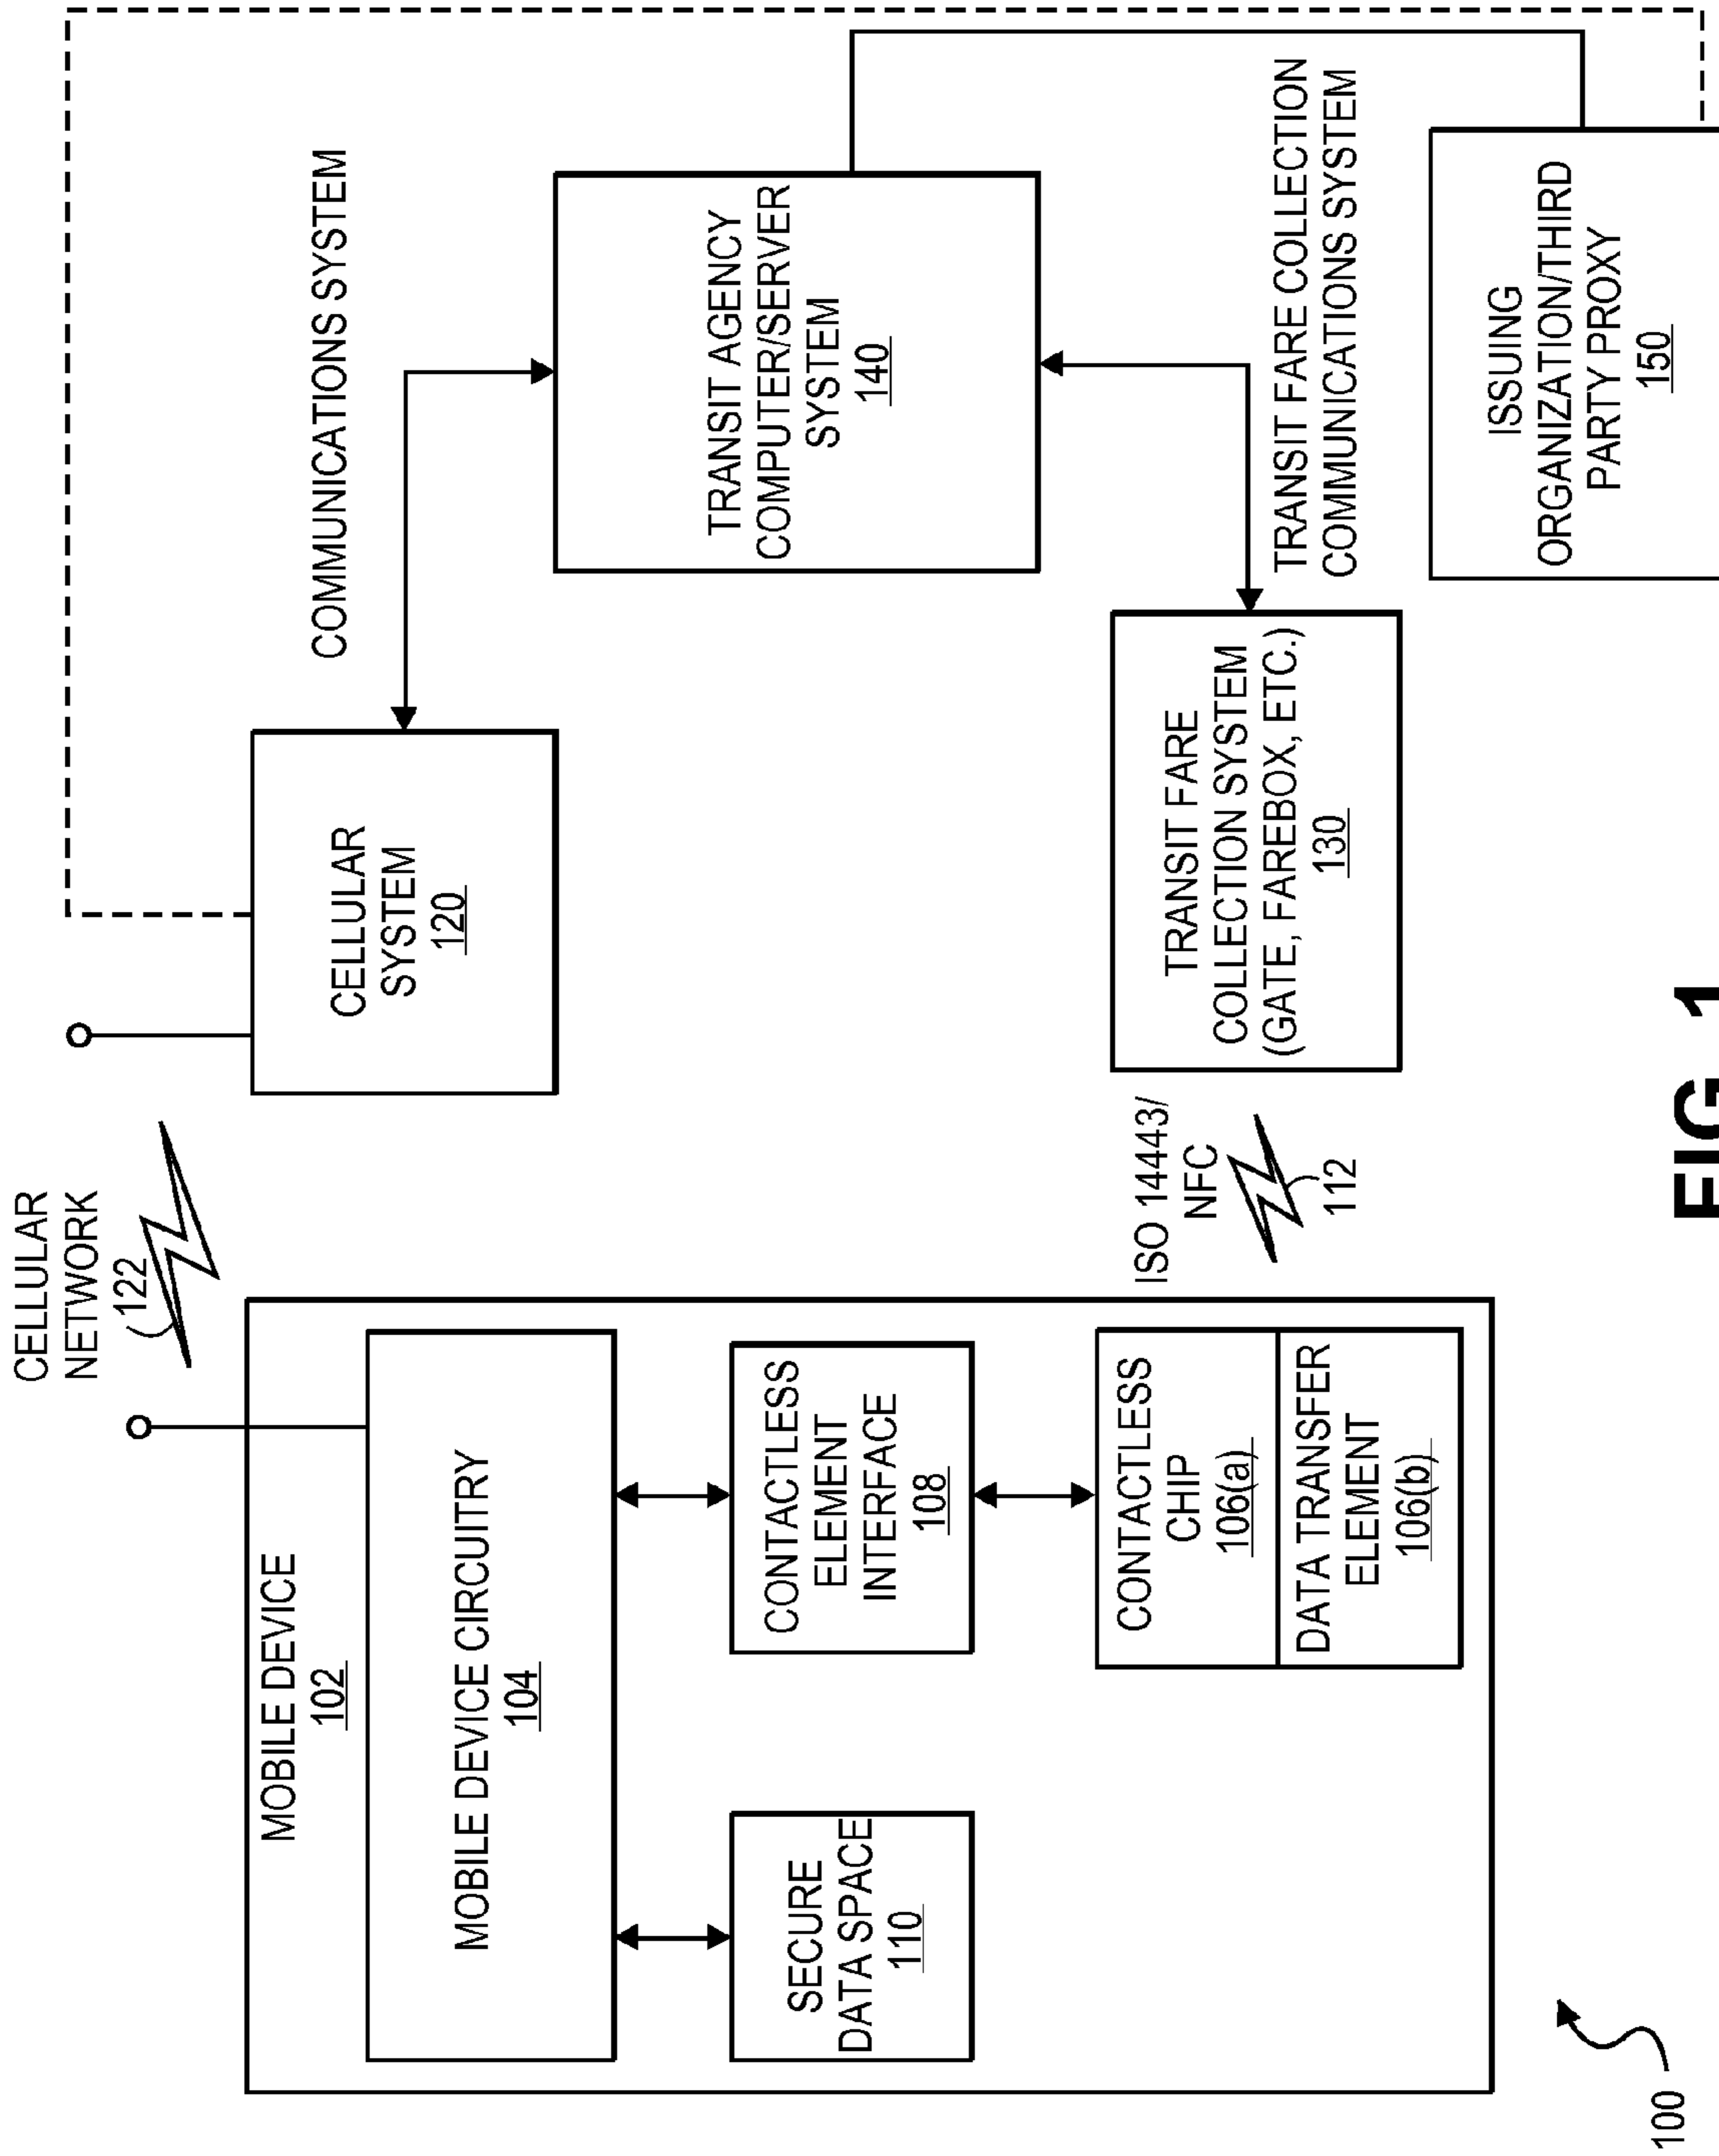 CELLULAR
NETWORK
122
MOBILE DEVICE
102
MOBILE DEVICE CIRCUITRY
104
SECURE
DATA SPACE
110
CONTACTLESS
ELEMENT
INTERFACE
108
CONTACTLESS
CHIP
106(a)
DATA TRANSFER
ELEMENT
106(b)
ISO 14443/
NFC
112
CELLULAR
SYSTEM
120
COMMUNICATIONS SYSTEM
TRANSIT AGENCY
COMPUTER/SERVER
SYSTEM
140
TRANSIT FARE
COLLECTION SYSTEM
(GATE, FAREBOX, ETC.)
130
TRANSIT FARE COLLECTION
COMMUNICATIONS SYSTEM
ISSUING
ORGANIZATION/THIRD
PARTY PROXY
150
100
FIG. 1